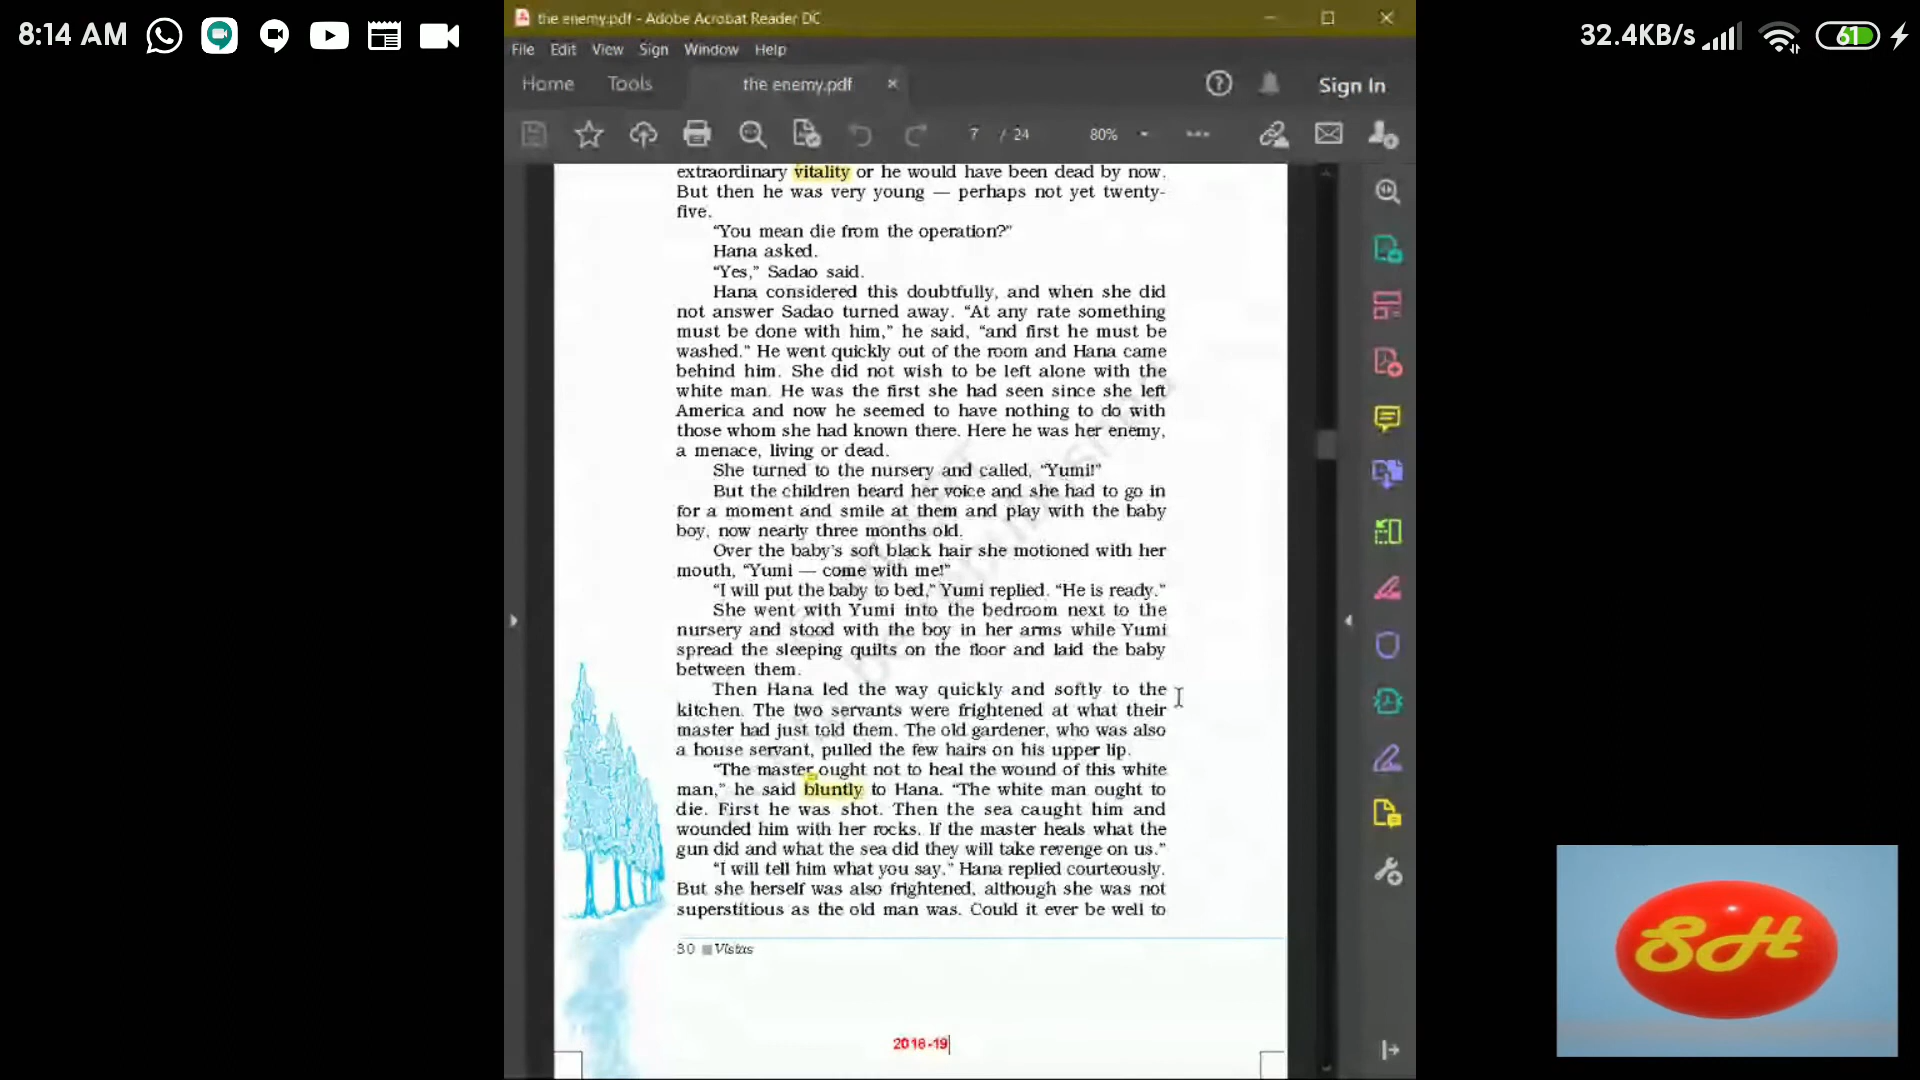 8:14 AM
32.4KB/s
61
the enemy.pdf - Adobe Acrobat Reader DC
File Edit View Sign Window Help
Home Tools the enemy.pdf Sign In
7 / 24 80%
extraordinary vitality or he would have been dead by now.
But then he was very young — perhaps not yet twenty-
five.
“You mean die from the operation?”
Hana asked.
“Yes,” Sadao said.
Hana considered this doubtfully, and when she did
not answer Sadao turned away. “At any rate something
must be done with him,” he said, “and first he must be
washed.” He went quickly out of the room and Hana came
behind him. She did not wish to be left alone with the
white man. He was the first she had seen since she left
America and now he seemed to have nothing to do with
those whom she had known there. Here he was her enemy,
a menace, living or dead.
She turned to the nursery and called, “Yumi!”
But the children heard her voice and she had to go in
for a moment and smile at them and play with the baby
boy, now nearly three months old.
Over the baby’s soft black hair she motioned with her
mouth, “Yumi — come with me!”
“I will put the baby to bed,” Yumi replied. “He is ready.”
She went with Yumi into the bedroom next to the
nursery and stood with the boy in her arms while Yumi
spread the sleeping quilts on the floor and laid the baby
between them.
Then Hana led the way quickly and softly to the
kitchen. The two servants were frightened at what their
master had just told them. The old gardener, who was also
a house servant, pulled the few hairs on his upper lip.
“The master ought not to heal the wound of this white
man,” he said bluntly to Hana. “The white man ought to
die. First he was shot. Then the sea caught him and
wounded him with her rocks. If the master heals what the
gun did and what the sea did they will take revenge on us.”
“I will tell him what you say,” Hana replied courteously.
But she herself was also frightened, although she was not
superstitious as the old man was. Could it ever be well to
30 Vistas
2018-19
SH